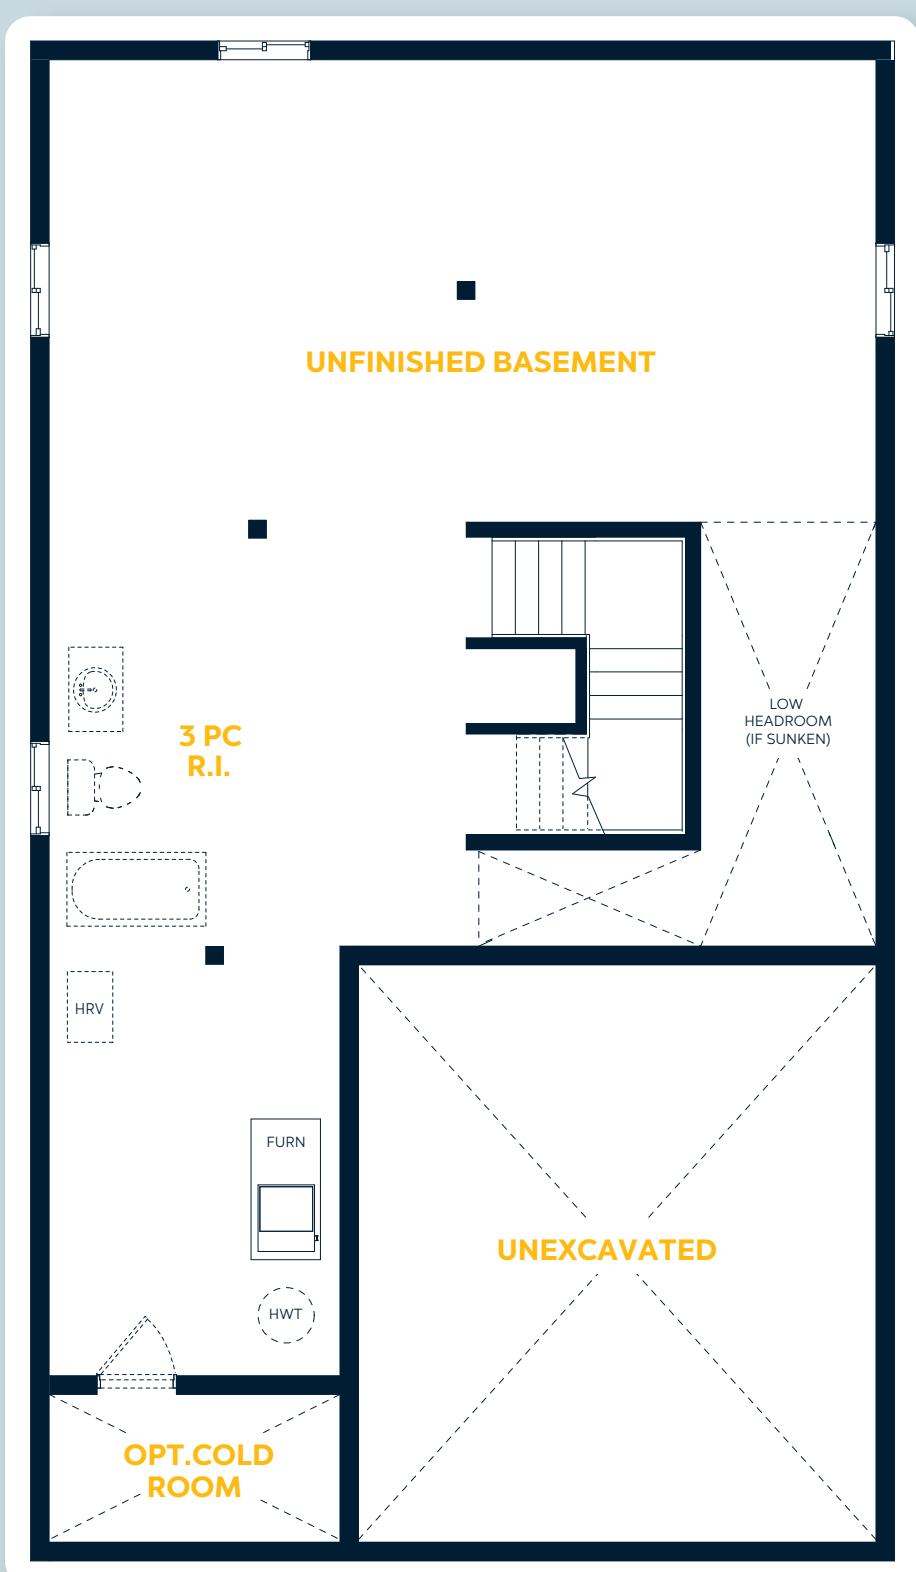 UNFINISHED BASEMENT
LOW
HEADROOM
(IF SUNKEN)
3 PC
R.I.
HRV
FURN
UNEXCAVATED
HWT
OPT.COLD
ROOM